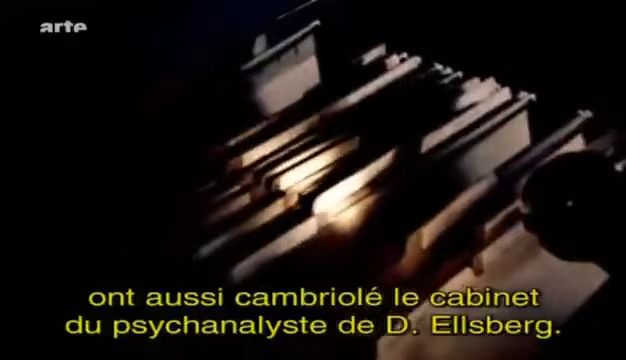 arte
ont aussi cambriolé le cabinet
du psychanalyste de D. Ellsberg.